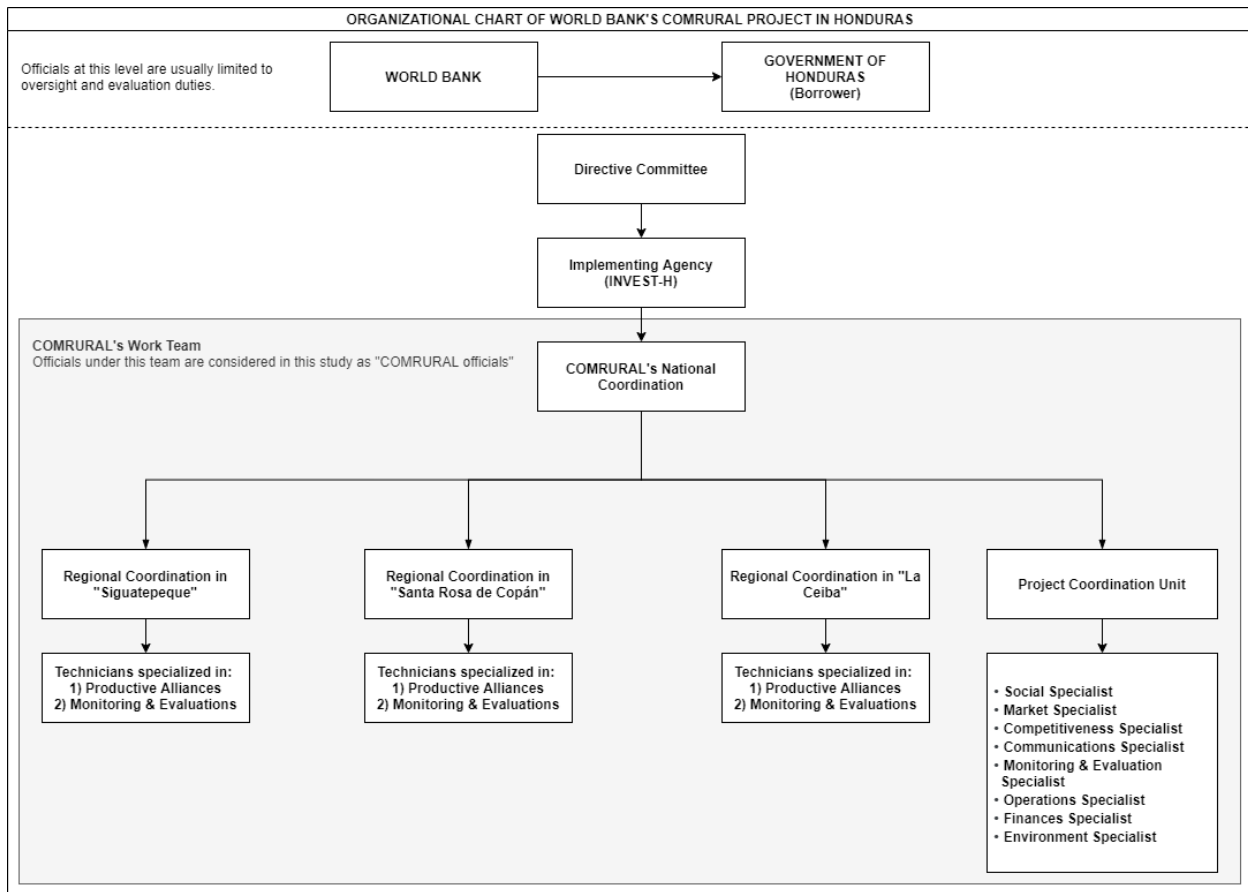 ORGANIZATIONAL CHART OF WORLD BANK'S COMRURAL PROJECT IN HONDURAS
Officials at this level are usually limited to
oversight and evaluation duties.
WORLD BANK
GOVERNMENT OF
HONDURAS
(Borrower)
Directive Committee
Implementing Agency
(INVEST-H)
COMRURAL's Work Team
Officials under this team are considered in this study as "COMRURAL officials"
COMRURAL's National
Coordination
Regional Coordination in
"Siguatepeque"
Regional Coordination in
"Santa Rosa de Copán"
Regional Coordination in "La
Ceiba"
Project Coordination Unit
Technicians specialized in:
1) Productive Alliances
2) Monitoring & Evaluations
Technicians specialized in:
1) Productive Alliances
2) Monitoring & Evaluations
Technicians specialized in:
1) Productive Alliances
2) Monitoring & Evaluations
• Social Specialist
• Market Specialist
• Competitiveness Specialist
• Communications Specialist
• Monitoring & Evaluation
Specialist
• Operations Specialist
• Finances Specialist
• Environment Specialist